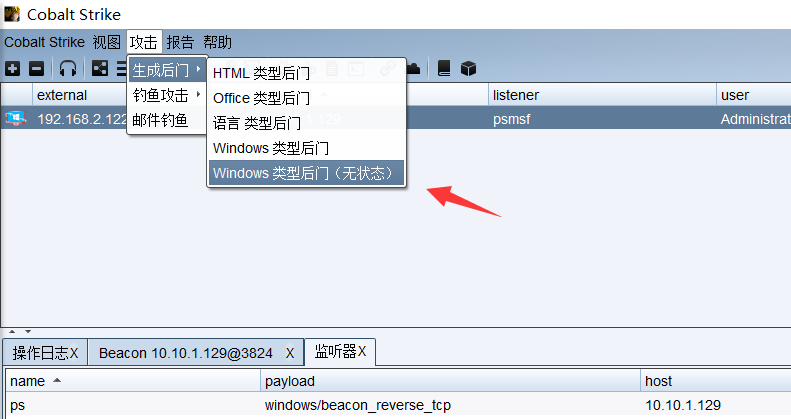 Cobalt Strike
Cobalt Strike 视图 攻击 报告 帮助
生成后门
钓鱼攻击
邮件钓鱼
HTML 类型后门
Office 类型后门
语言 类型后门
Windows 类型后门
Windows 类型后门（无状态）
external listener user
192.168.2.122 129 psmsf Administrat
操作日志X Beacon 10.10.1.129@3824 X 监听器X
name payload host
ps windows/beacon_reverse_tcp 10.10.1.129